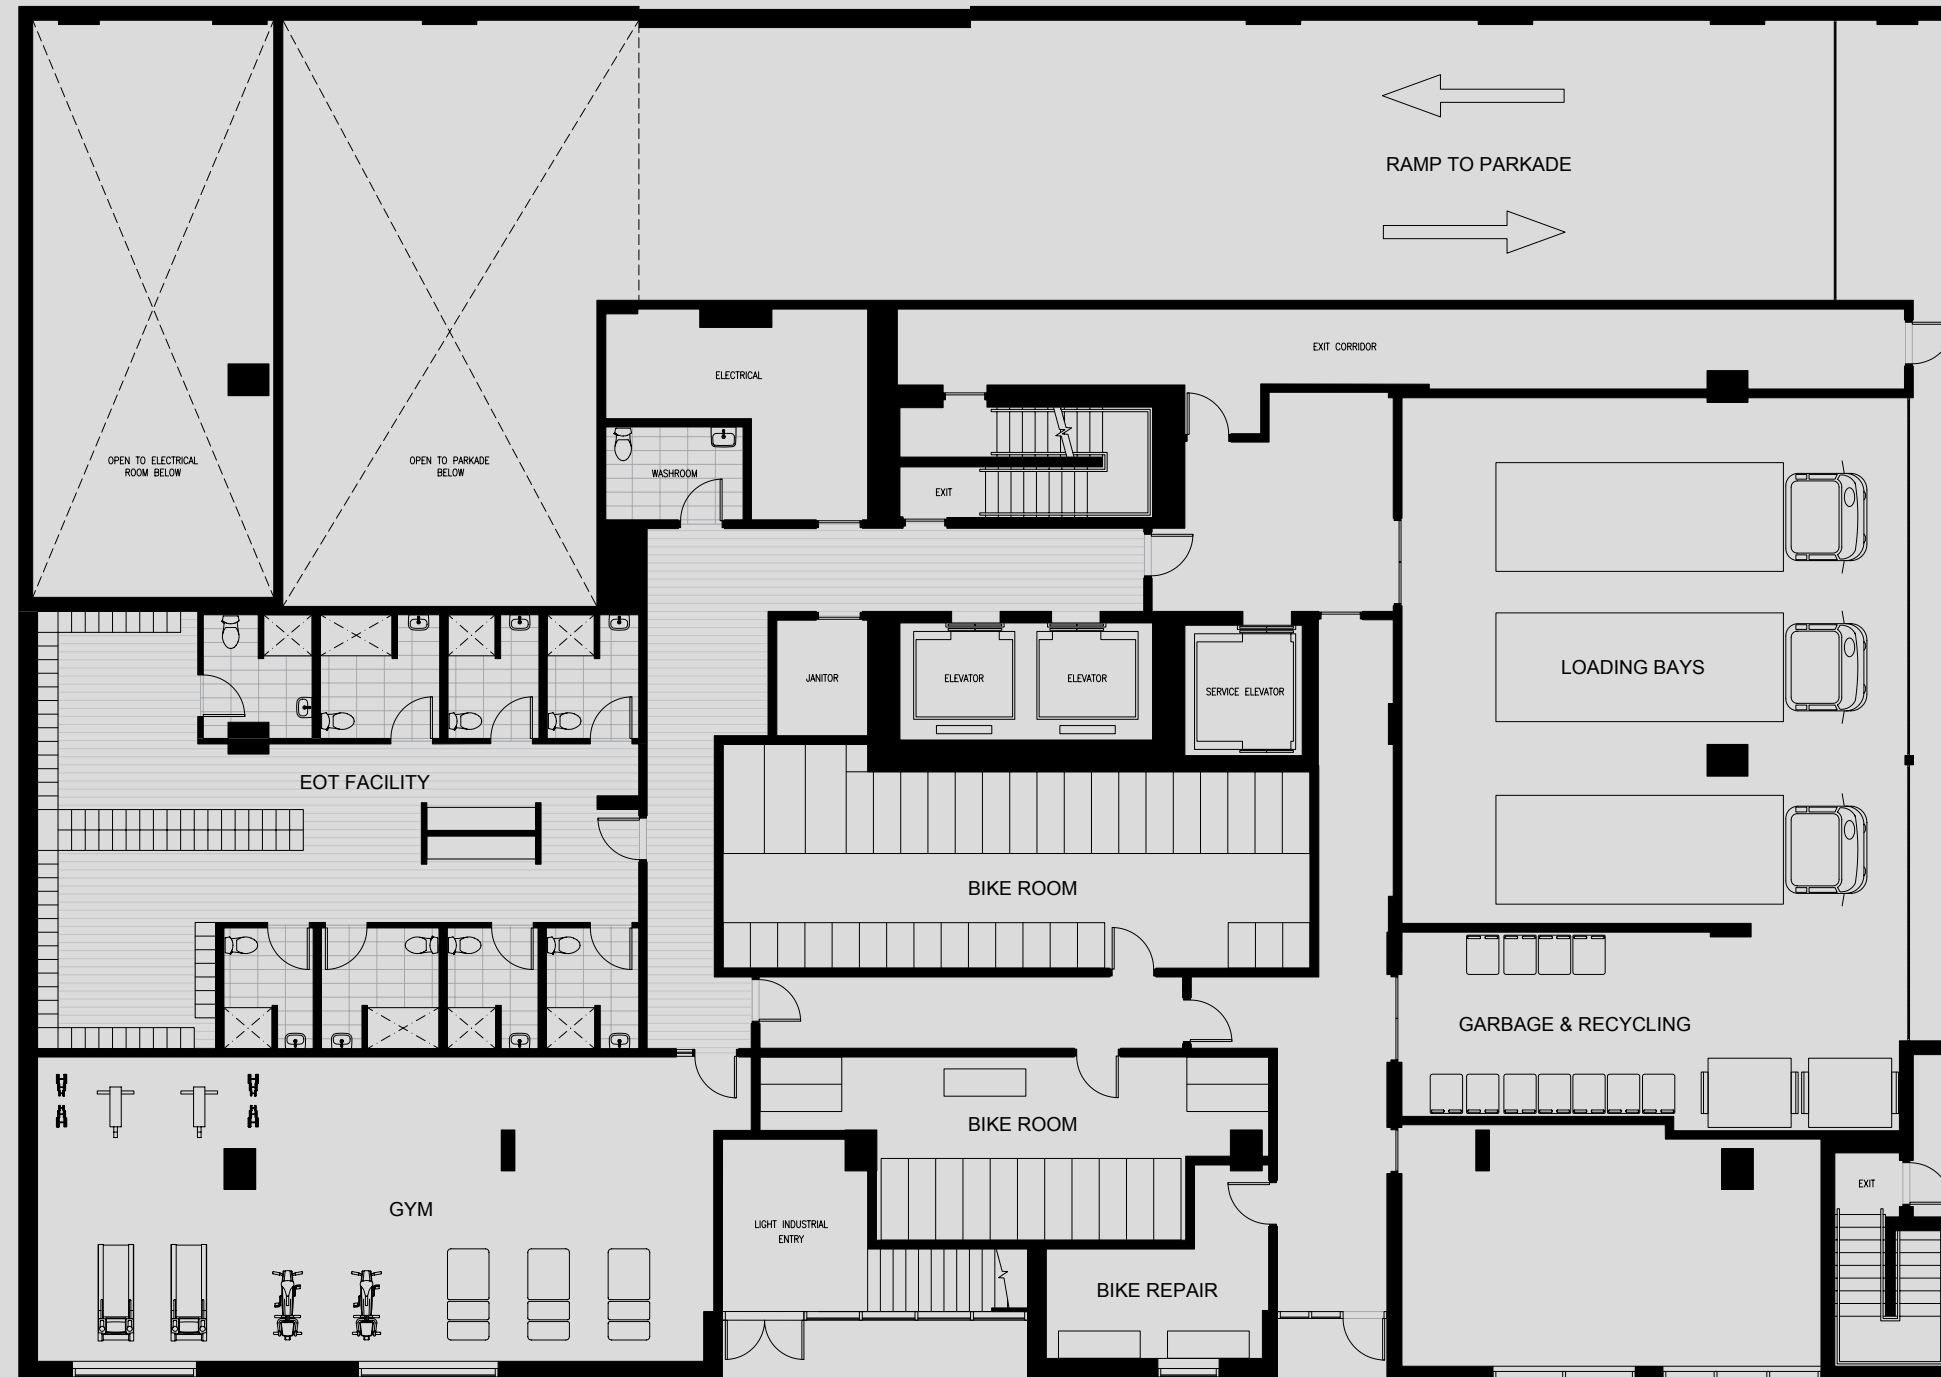 RAMP TO PARKADE
EXIT CORRIDOR
ELECTRICAL
OPEN TO ELECTRICAL
ROOM BELOW
OPEN TO PARKADE
BELOW
WASHROOM
EXIT
LOADING BAYS
JANITOR
ELEVATOR
ELEVATOR
SERVICE ELEVATOR
EOT FACILITY
BIKE ROOM
GARBAGE & RECYCLING
BIKE ROOM
GYM
LIGHT INDUSTRIAL
ENTRY
EXIT
BIKE REPAIR